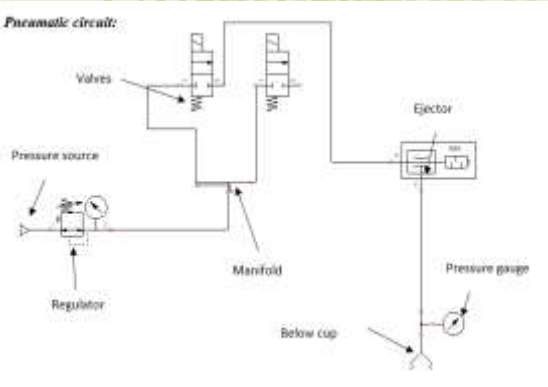 Pneumatic circuit:
Valves
Ejector
Pressure source
Manifold
Pressure gauge
Regulator
Below cup